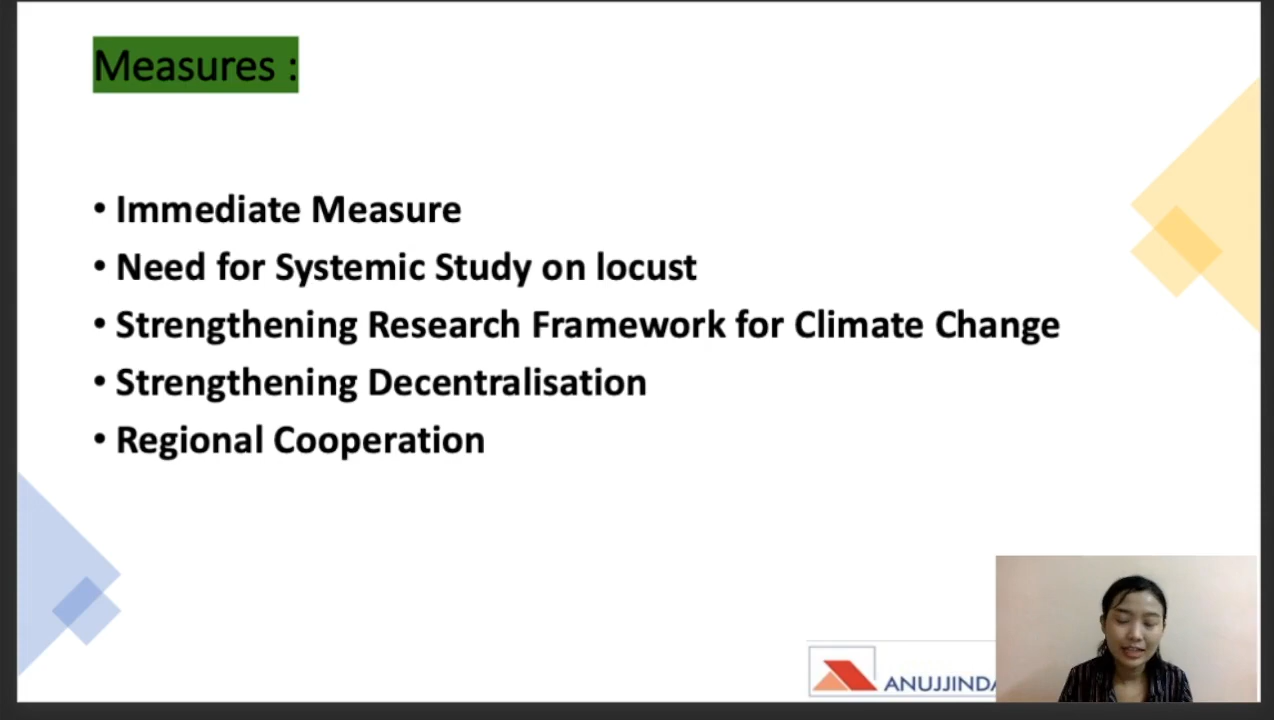 Measures :
• Immediate Measure
• Need for Systemic Study on locust
• Strengthening Research Framework for Climate Change
• Strengthening Decentralisation
• Regional Cooperation